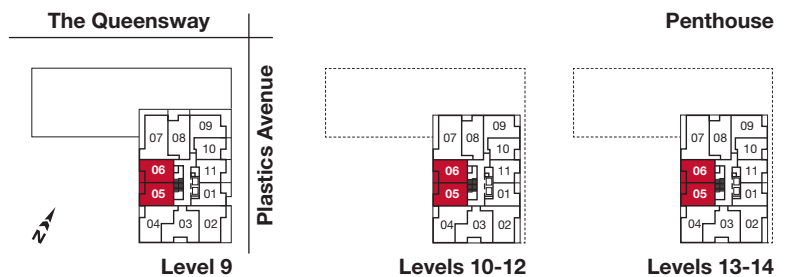 The Queensway
Penthouse
Plastics Avenue
07 08 09
10
06 11
05 01
04 03 02
07 08 09
10
06 11
05 01
04 03 02
07 08 09
10
06 11
05 01
04 03 02
N
Level 9
Levels 10-12
Levels 13-14